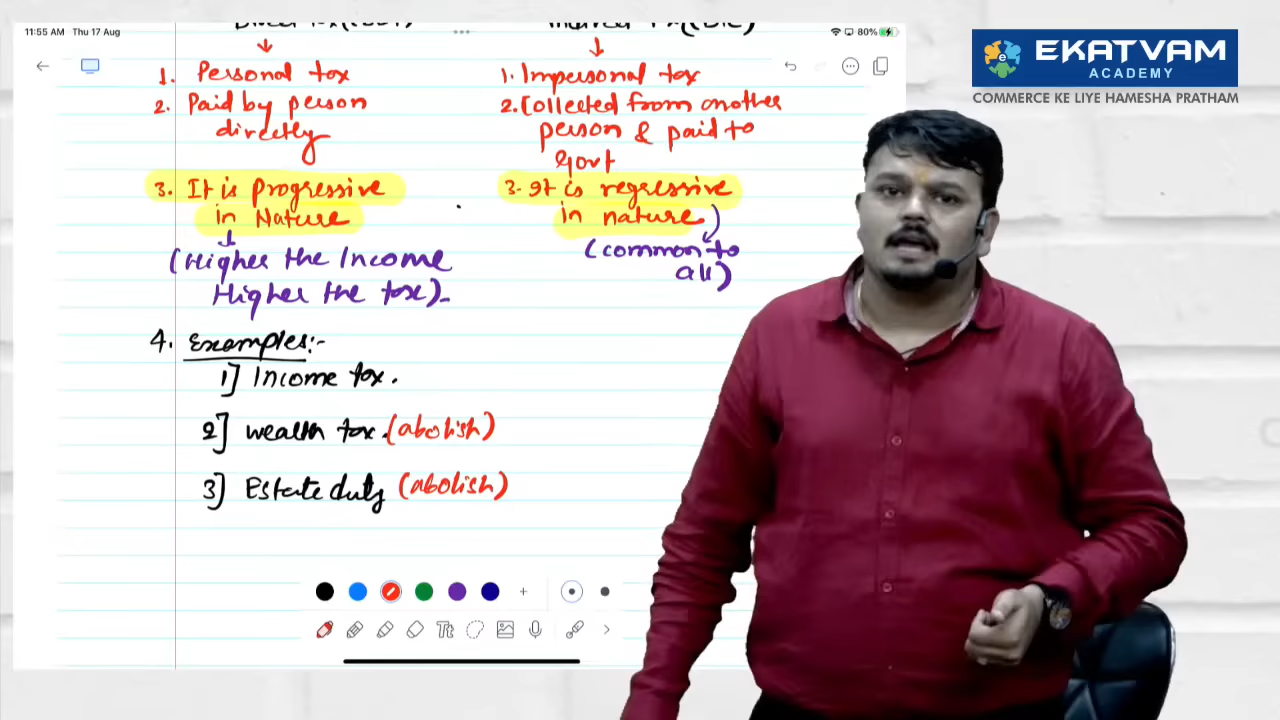 11:55 AM Thu 17 Aug
80%
1. Personal tax
2. Paid by person
directly
3. It is progressive
in Nature
(Higher the Income
Higher the tax).
4. Examples:-
1] Income tax.
2] wealth tax. (abolish)
3] Estate duty (abolish)
1. Impersonal tax
2. Collected from another
person & paid to
Govt
3. It is regressive
in nature
(common to
all)
Tt
EKATVAM
ACADEMY
COMMERCE KE LIYE HAMESHA PRATHAM